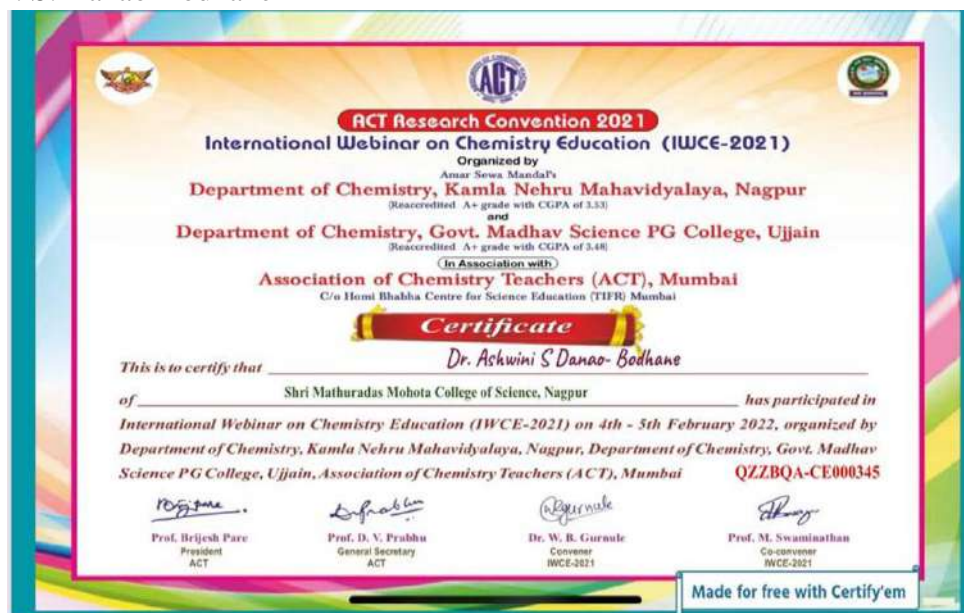 ACT
ACT Research Convention 2021
International Webinar on Chemistry Education (IWCE-2021)
Organized by
Amar Sewa Mandal's
Department of Chemistry, Kamla Nehru Mahavidyalaya, Nagpur
(Reaccredited A+ grade with CGPA of 3.53)
and
Department of Chemistry, Govt. Madhav Science PG College, Ujjain
(Reaccredited A+ grade with CGPA of 3.48)
(In Association with)
Association of Chemistry Teachers (ACT), Mumbai
C/o Homi Bhabha Centre for Science Education (TIFR) Mumbai
Certificate
This is to certify that Dr. Ashwini S Danao- Bodhane
of Shri Mathuradas Mohota College of Science, Nagpur has participated in
International Webinar on Chemistry Education (IWCE-2021) on 4th - 5th February 2022, organized by
Department of Chemistry, Kamla Nehru Mahavidyalaya, Nagpur, Department of Chemistry, Govt. Madhav
Science PG College, Ujjain, Association of Chemistry Teachers (ACT), Mumbai QZZBQA-CE000345
Prof. Brijesh Pare Prof. D. V. Prabhu Dr. W. B. Gurnule Prof. M. Swaminathan
President General Secretary Convener Co-convener
ACT ACT IWCE-2021 IWCE-2021
Made for free with Certify'em